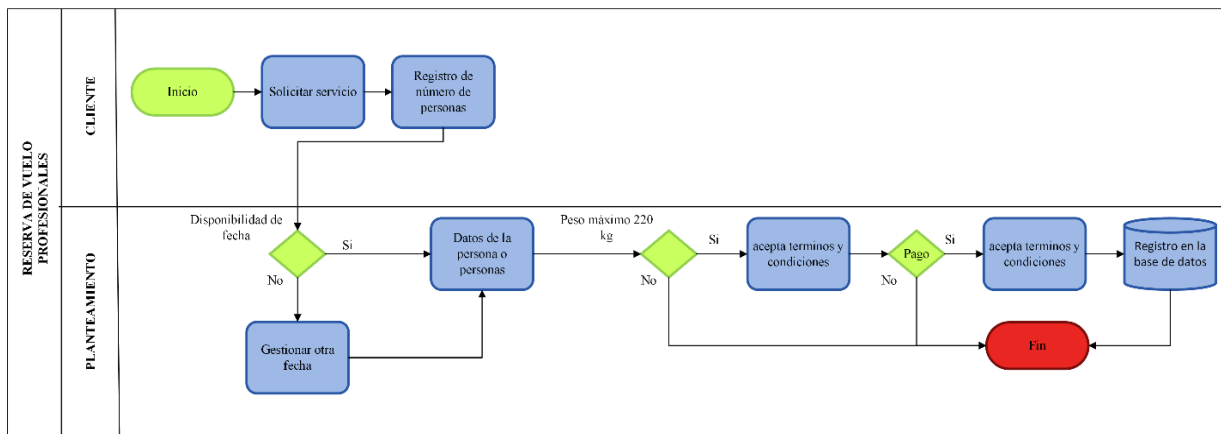 RESERVA DE VUELO
PROFESIONALES
CLIENTE
Inicio
Solicitar servicio
Registro de
número de
personas
PLANTEAMIENTO
Disponibilidad de
fecha
Si
No
Gestionar otra
fecha
Datos de la
persona o
personas
Peso máximo 220
kg
Si
No
acepta terminos y
condiciones
Pago
Si
No
acepta terminos y
condiciones
Registro en la
base de datos
Fin